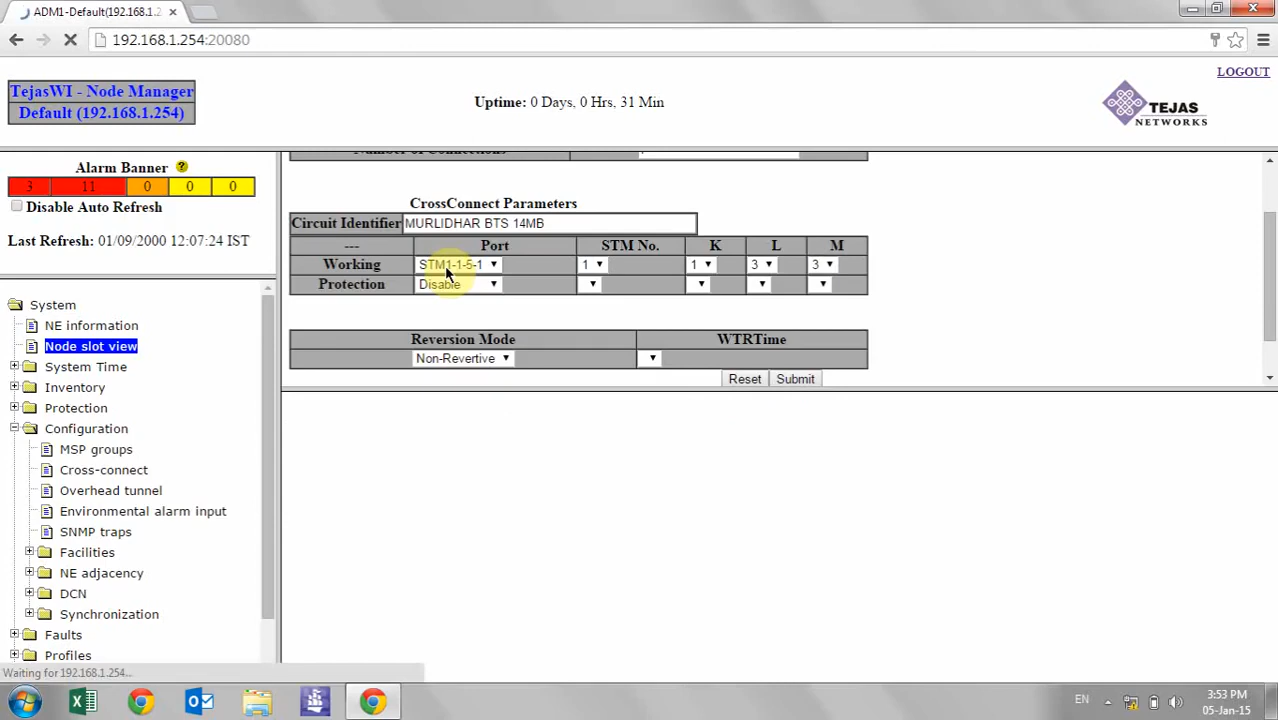 ADM1-Default(192.168.1.2
192.168.1.254:20080
LOGOUT
TejasWI - Node Manager
Default (192.168.1.254)
Uptime: 0 Days, 0 Hrs, 31 Min
TEJAS
NETWORKS
Alarm Banner ?
3 11 0 0 0
Disable Auto Refresh
Last Refresh: 01/09/2000 12:07:24 IST
System
NE information
Node slot view
System Time
Inventory
Protection
Configuration
MSP groups
Cross-connect
Overhead tunnel
Environmental alarm input
SNMP traps
Facilities
NE adjacency
DCN
Synchronization
Faults
Profiles
Number of Connections
CrossConnect Parameters
Circuit Identifier MURLIDHAR BTS 14MB
--- Port STM No. K L M
Working STM1-1-5-1 1 1 3 3
Protection Disable
Reversion Mode WTRTime
Non-Revertive
Reset Submit
Waiting for 192.168.1.254...
EN 3:53 PM
05-Jan-15